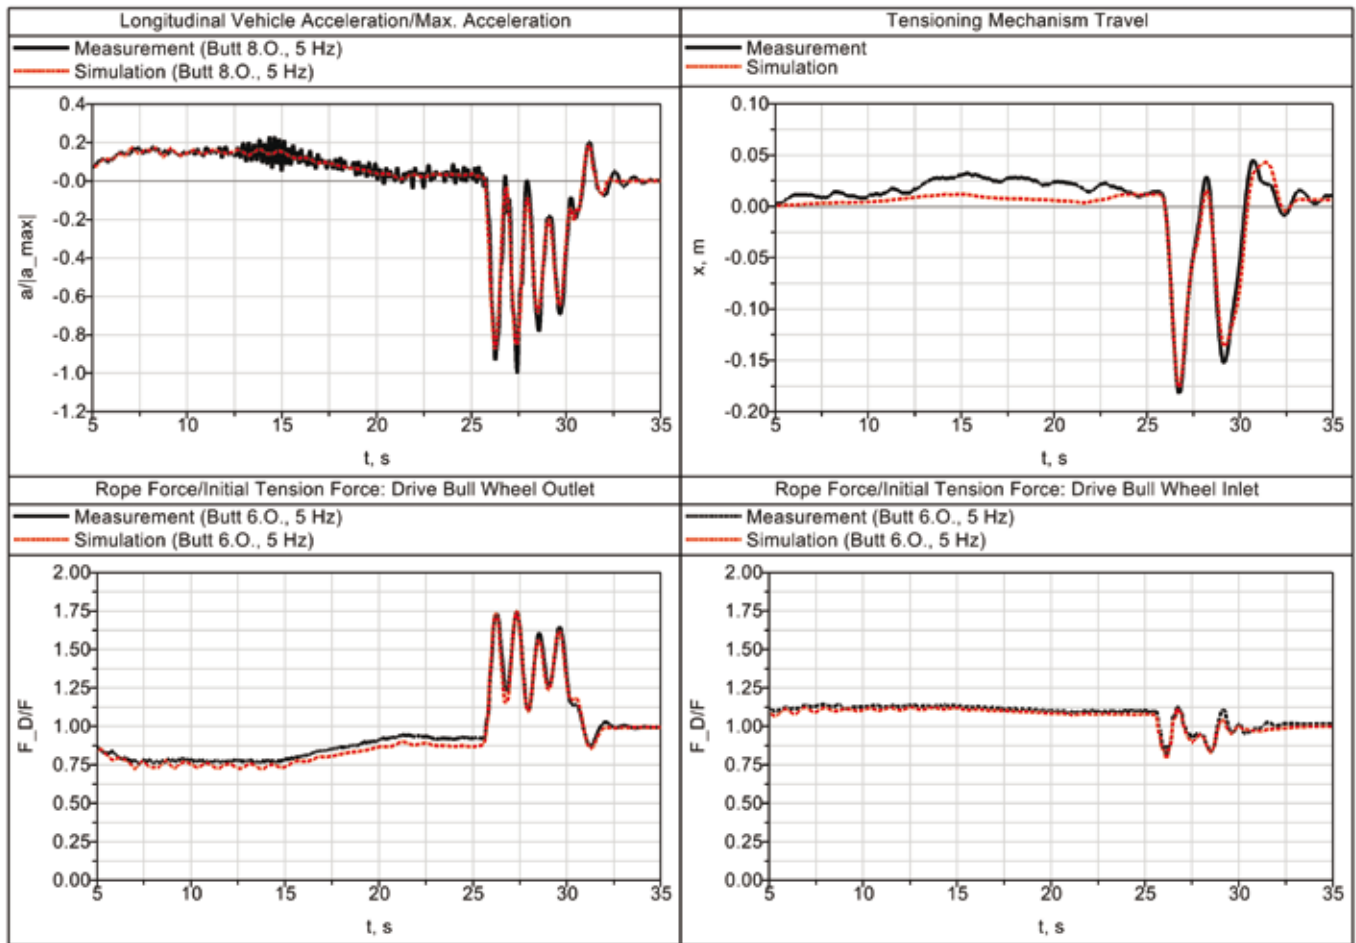 Longitudinal Vehicle Acceleration/Max. Acceleration
Measurement (Butt 8.O., 5 Hz)
Simulation (Butt 8.O., 5 Hz)
0.4
0.2
-0.0
-0.2
-0.4
-0.6
-0.8
-1.0
-1.2
a/|a_max|
5 10 15 20 25 30 35
t, s
Tensioning Mechanism Travel
Measurement
Simulation
0.10
0.05
0.00
-0.05
-0.10
-0.15
-0.20
x, m
5 10 15 20 25 30 35
t, s
Rope Force/Initial Tension Force: Drive Bull Wheel Outlet
Measurement (Butt 6.O., 5 Hz)
Simulation (Butt 6.O., 5 Hz)
2.00
1.75
1.50
1.25
1.00
0.75
0.50
0.25
0.00
F_D/F
5 10 15 20 25 30 35
t, s
Rope Force/Initial Tension Force: Drive Bull Wheel Inlet
Measurement (Butt 6.O., 5 Hz)
Simulation (Butt 6.O., 5 Hz)
2.00
1.75
1.50
1.25
1.00
0.75
0.50
0.25
0.00
F_D/F
5 10 15 20 25 30 35
t, s